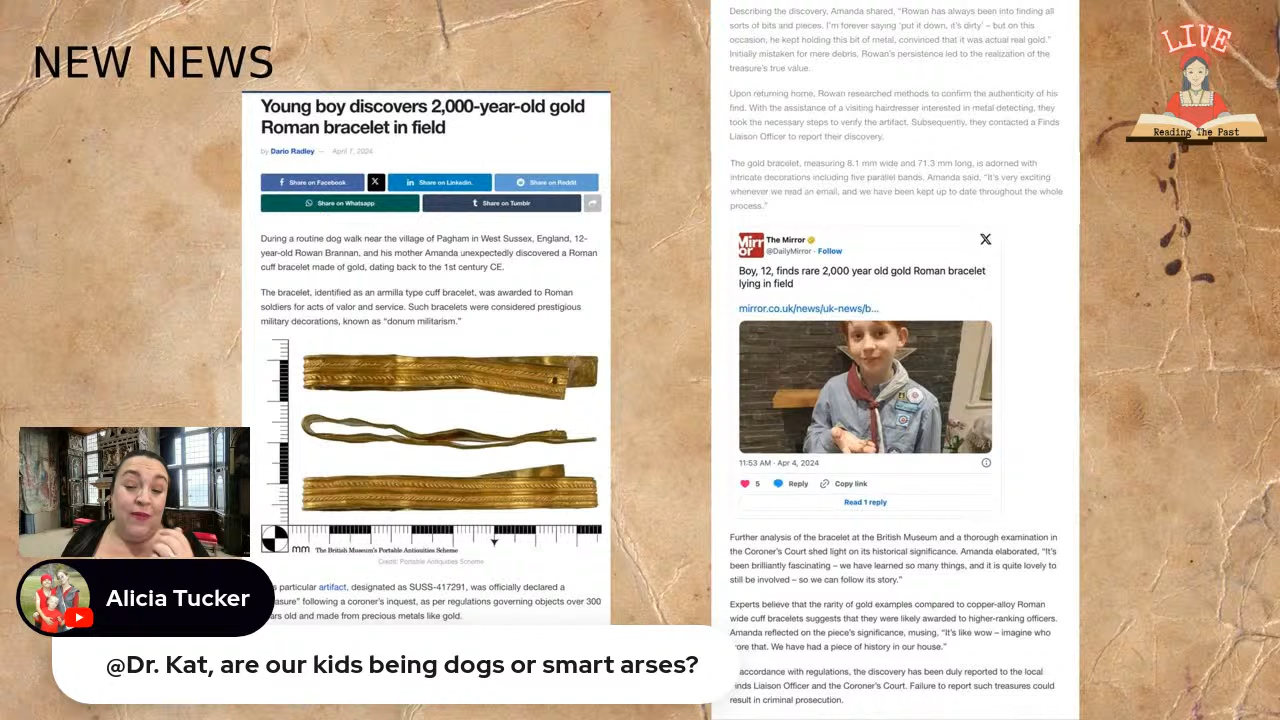 NEW NEWS
Young boy discovers 2,000-year-old gold
Roman bracelet in field
by Dario Radley — April 7, 2024
Share on Facebook
Share on Linkedin
Share on Reddit
Share on Whatsapp
Share on Tumblr
During a routine dog walk near the village of Pagham in West Sussex, England, 12-
year-old Rowan Brannan, and his mother Amanda unexpectedly discovered a Roman
cuff bracelet made of gold, dating back to the 1st century CE.
The bracelet, identified as an armilla type cuff bracelet, was awarded to Roman
soldiers for acts of valor and service. Such bracelets were considered prestigious
military decorations, known as “donum militarism.”
mm The British Museum's Portable Antiquities Scheme
Credit: Portable Antiquities Scheme
particular artifact, designated as SUSS-417291, was officially declared a
following a coroner's inquest, as per regulations governing objects over 300
old and made from precious metals like gold.
Describing the discovery, Amanda shared, “Rowan has always been into finding all
sorts of bits and pieces. I'm forever saying ‘put it down, it's dirty’ – but on this
occasion, he kept holding this bit of metal, convinced that it was actual real gold.”
Initially mistaken for mere debris, Rowan's persistence led to the realization of the
treasure's true value.
Upon returning home, Rowan researched methods to confirm the authenticity of his
find. With the assistance of a visiting hairdresser interested in metal detecting, they
took the necessary steps to verify the artifact. Subsequently, they contacted a Finds
Liaison Officer to report their discovery.
The gold bracelet, measuring 8.1 mm wide and 71.3 mm long, is adorned with
intricate decorations including five parallel bands. Amanda said, “It's very exciting
whenever we read an email, and we have been kept up to date throughout the whole
process.”
Mirror
The Mirror
@DailyMirror · Follow
Boy, 12, finds rare 2,000 year old gold Roman bracelet
lying in field
mirror.co.uk/news/uk-news/b...
11:53 AM · Apr 4, 2024
5 Reply Copy link
Read 1 reply
Further analysis of the bracelet at the British Museum and a thorough examination in
the Coroner's Court shed light on its historical significance. Amanda elaborated, “It's
been brilliantly fascinating – we have learned so many things, and it is quite lovely to
still be involved – so we can follow its story.”
Experts believe that the rarity of gold examples compared to copper-alloy Roman
wide cuff bracelets suggests that they were likely awarded to higher-ranking officers.
Amanda reflected on the piece's significance, musing, “It's like wow – imagine who
that. We have had a piece of history in our house.”
accordance with regulations, the discovery has been duly reported to the local
Liaison Officer and the Coroner's Court. Failure to report such treasures could
result in criminal prosecution.
LIVE
Reading The Past
Alicia Tucker
@Dr. Kat, are our kids being dogs or smart arses?